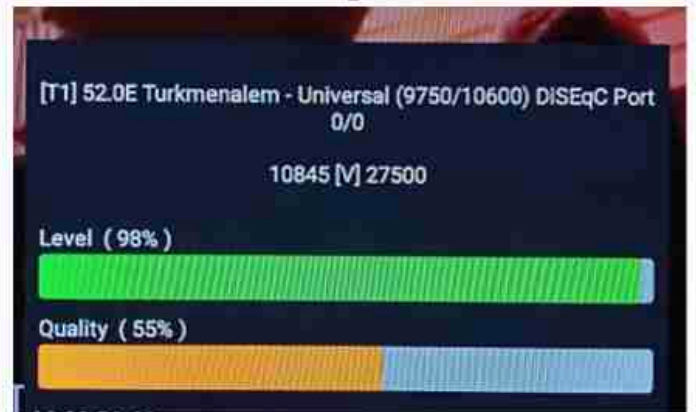 [T1] 52.0E Turkmenalem - Universal (9750/10600) DiSEqC Port
0/0
10845 [V] 27500
Level ( 98% )
Quality ( 55% )